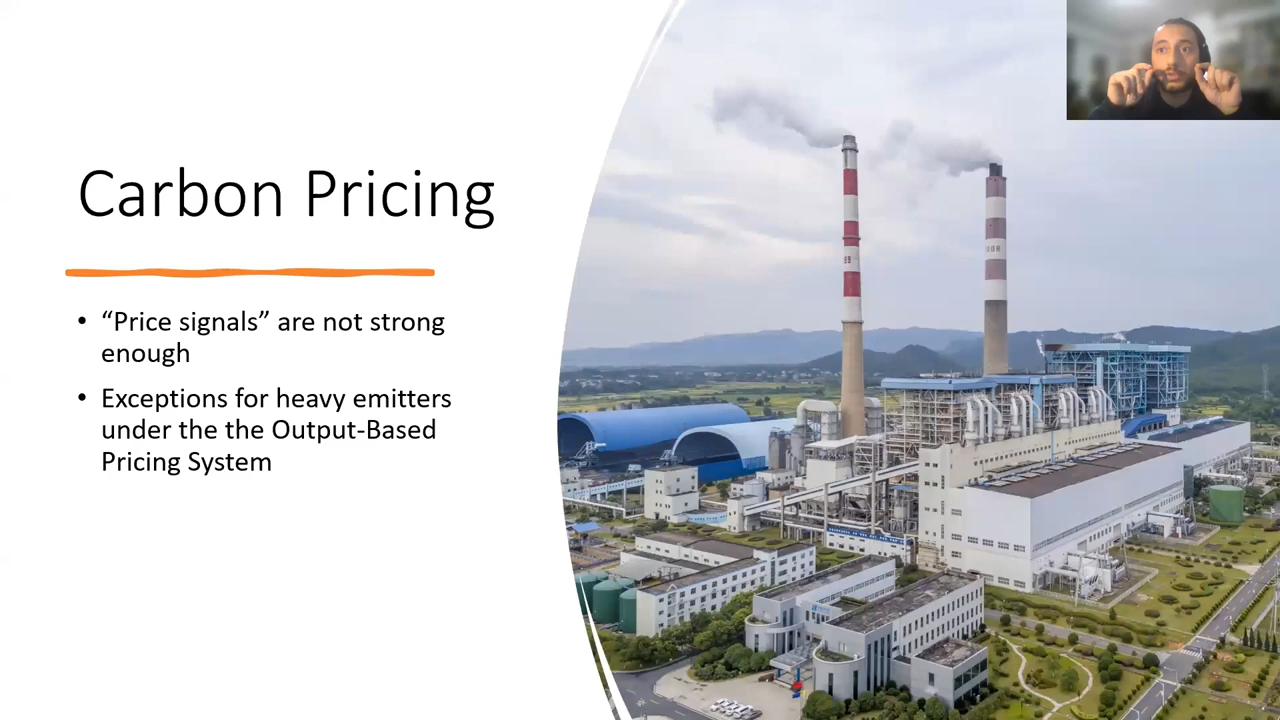 Carbon Pricing
• “Price signals” are not strong
enough
• Exceptions for heavy emitters
under the the Output-Based
Pricing System